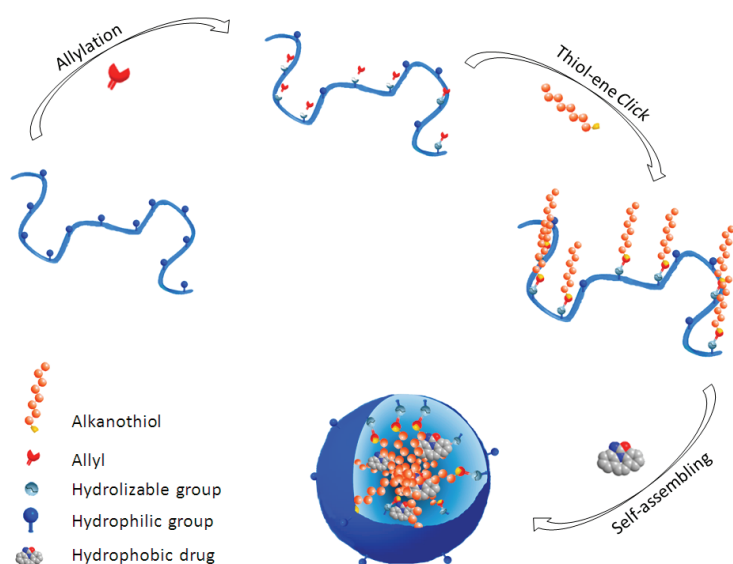 Allylation
Thiol-ene Click
Alkanothiol
Allyl
Hydrolizable group
Hydrophilic group
Hydrophobic drug
Self-assembling